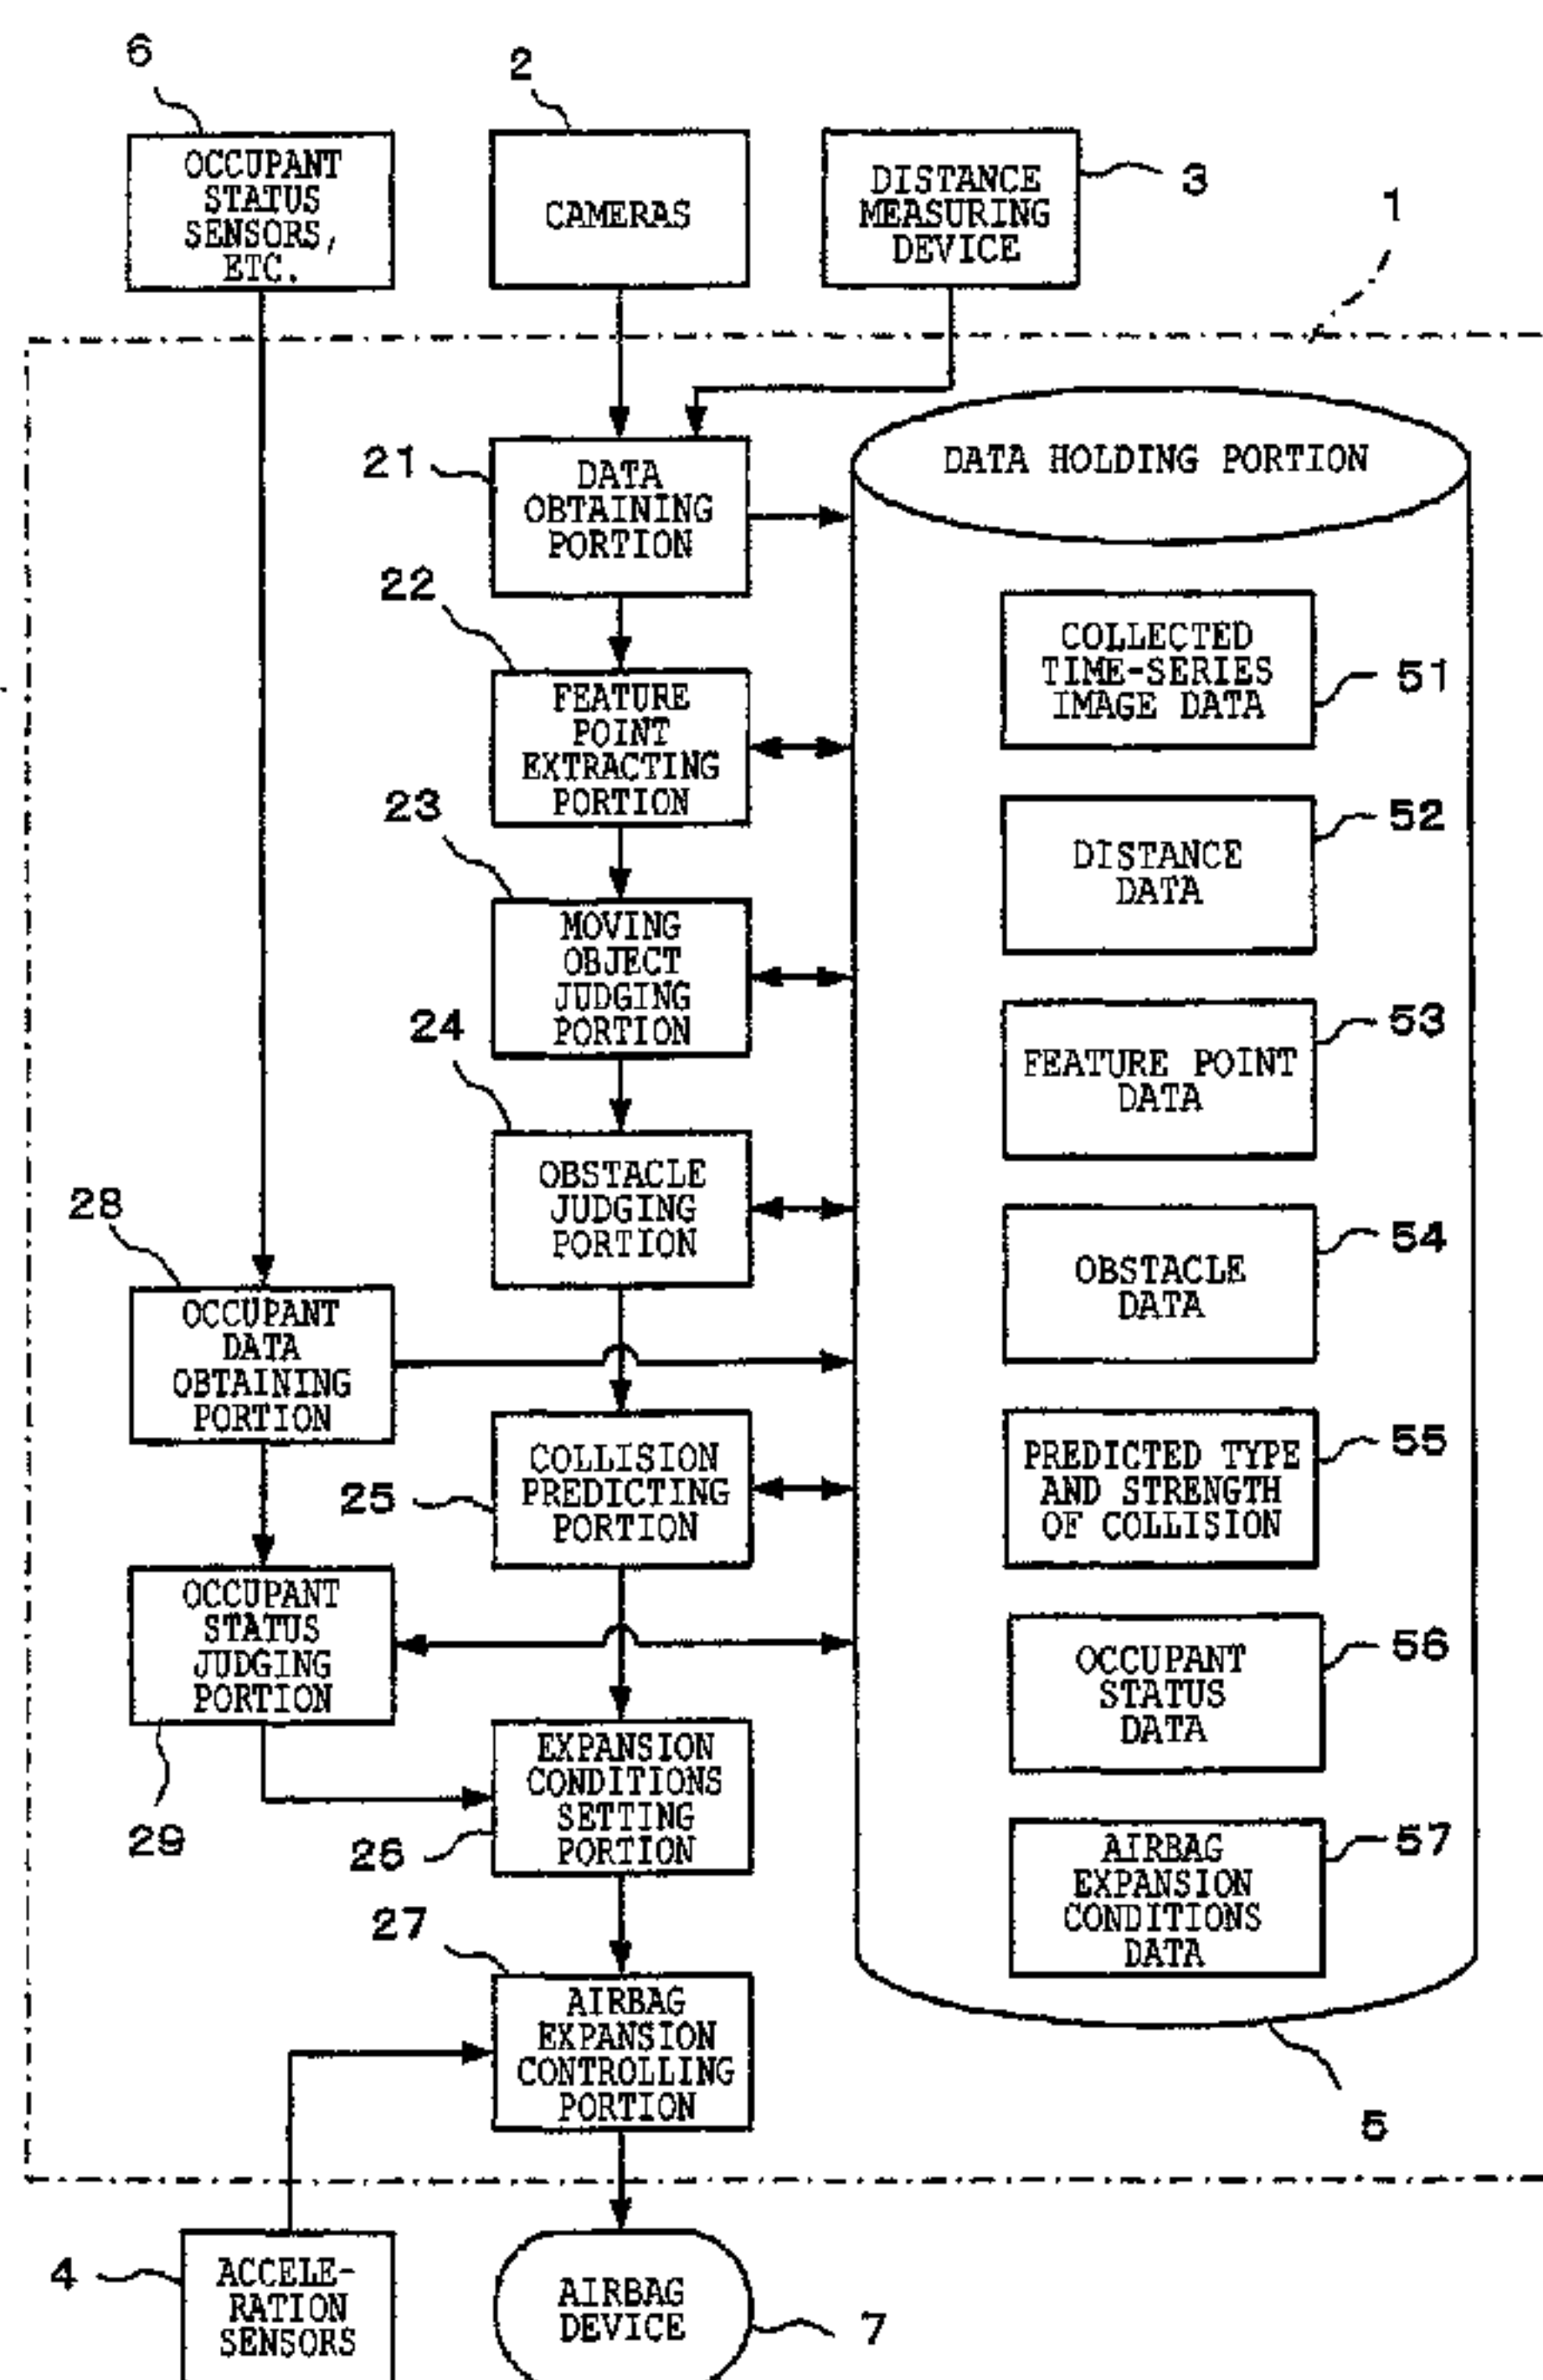 6
2
OCCUPANT
STATUS
SENSORS,
ETC.
CAMERAS
DISTANCE
MEASURING
DEVICE
3
1
DATA HOLDING PORTION
21
DATA
OBTAINING
PORTION
22
FEATURE
POINT
EXTRACTING
PORTION
COLLECTED
TIME-SERIES
IMAGE DATA
51
23
MOVING
OBJECT
JUDGING
PORTION
DISTANCE
DATA
52
24
OBSTACLE
JUDGING
PORTION
FEATURE POINT
DATA
53
28
OCCUPANT
DATA
OBTAINING
PORTION
OBSTACLE
DATA
54
25
COLLISION
PREDICTING
PORTION
PREDICTED TYPE
AND STRENGTH
OF COLLISION
55
OCCUPANT
STATUS
JUDGING
PORTION
29
OCCUPANT
STATUS
DATA
56
EXPANSION
CONDITIONS
SETTING
PORTION
26
AIRBAG
EXPANSION
CONDITIONS
DATA
57
27
AIRBAG
EXPANSION
CONTROLLING
PORTION
5
4
ACCELE-
RATION
SENSORS
AIRBAG
DEVICE
7